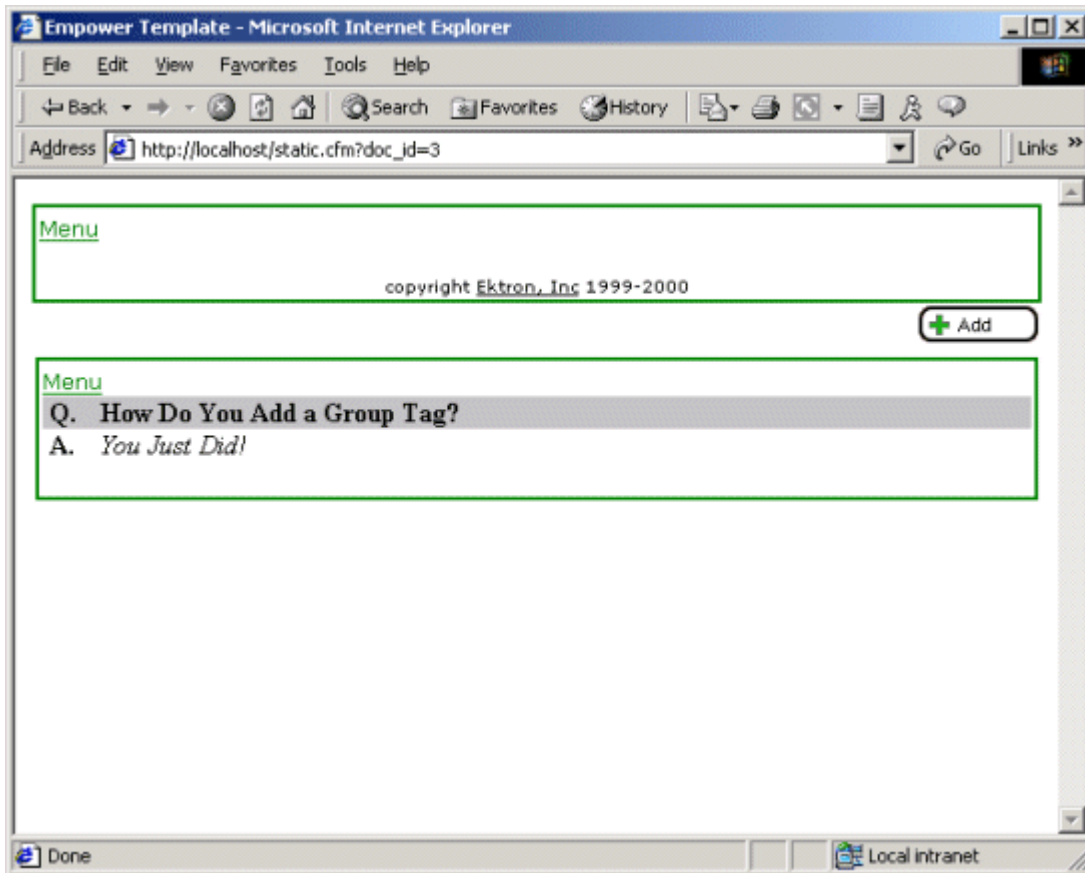 Empower Template - Microsoft Internet Explorer
File Edit View Favorites Tools Help
Back Search Favorites History
Address http://localhost/static.cfm?doc_id=3 Go Links »
Menu
copyright Ektron, Inc 1999-2000
Add
Menu
Q. How Do You Add a Group Tag?
A. You Just Did!
Done Local intranet